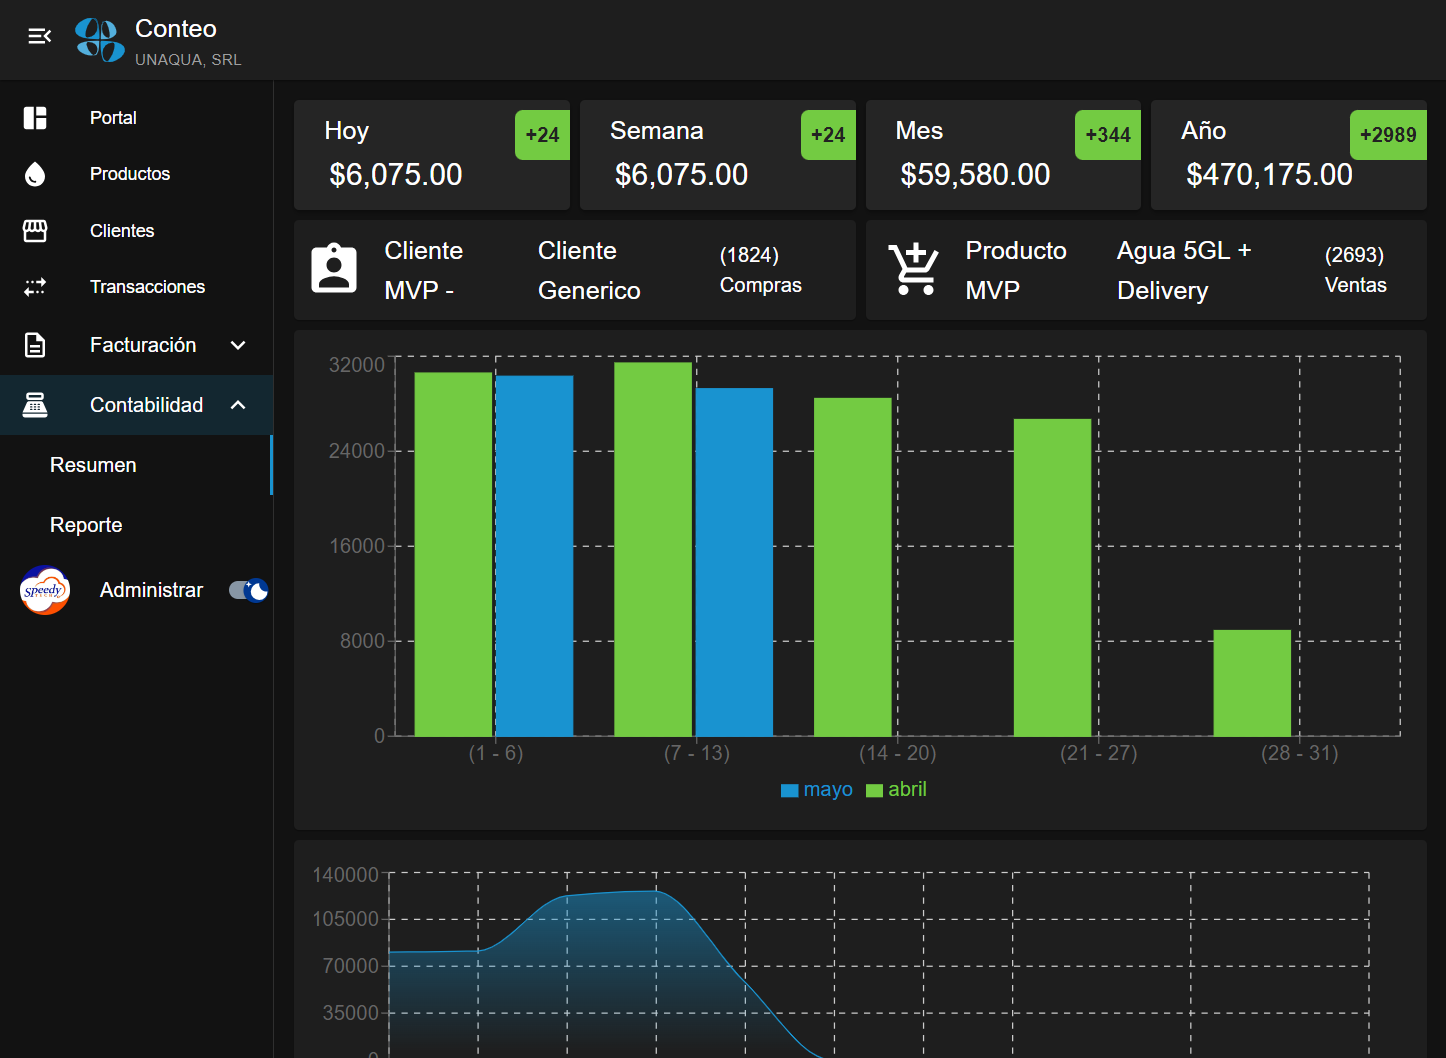 Conteo
UNAQUA, SRL
Portal
Productos
Clientes
Transacciones
Facturación
Contabilidad
Resumen
Reporte
speedy
Administrar
Hoy
+24
$6,075.00
Semana
+24
$6,075.00
Mes
+344
$59,580.00
Año
+2989
$470,175.00
Cliente
MVP -
Cliente
Generico
(1824)
Compras
Producto
MVP
Agua 5GL +
Delivery
(2693)
Ventas
32000
24000
16000
8000
0
(1 - 6)
(7 - 13)
(14 - 20)
(21 - 27)
(28 - 31)
mayo
abril
140000
105000
70000
35000
0